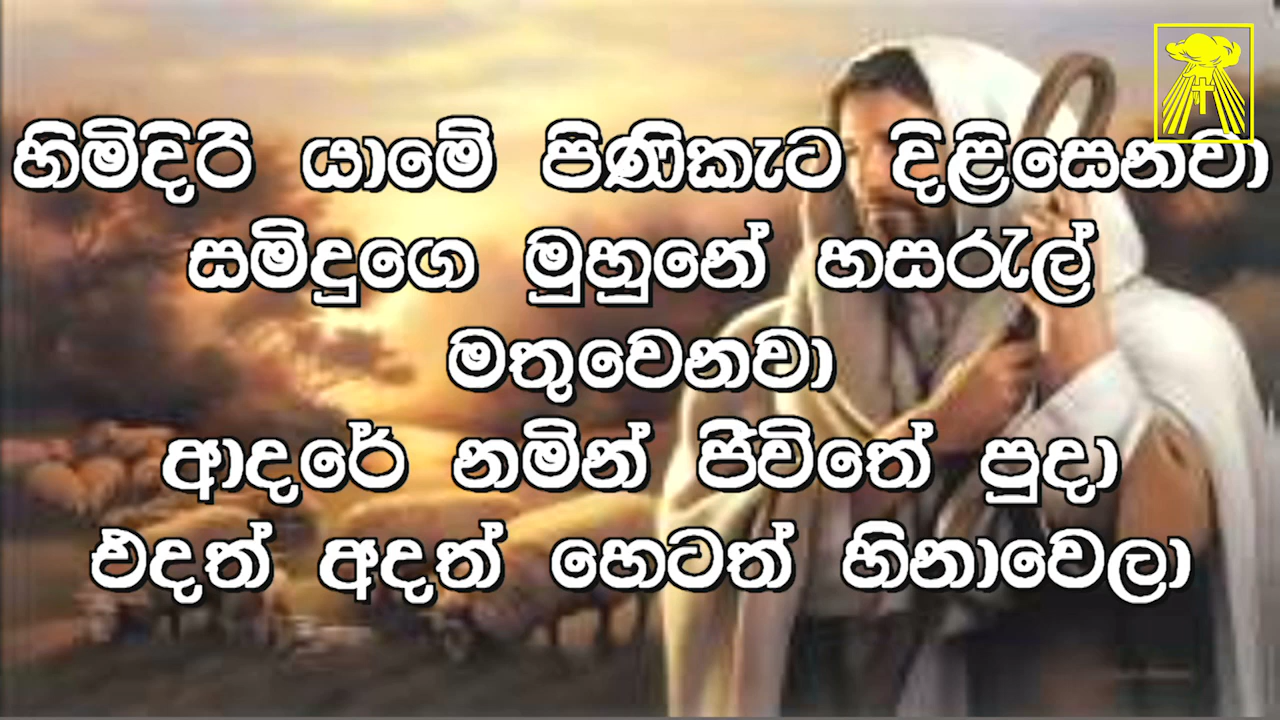 හිමිදිරි යාමේ පිණිකැට දිළිසෙනවා
සමිදුගෙ මුහුනේ හසරැල්
මතුවෙනවා
ආදරේ නමින් ජීවිතේ පුදා
එදත් අදත් හෙටත් හිනාවෙලා